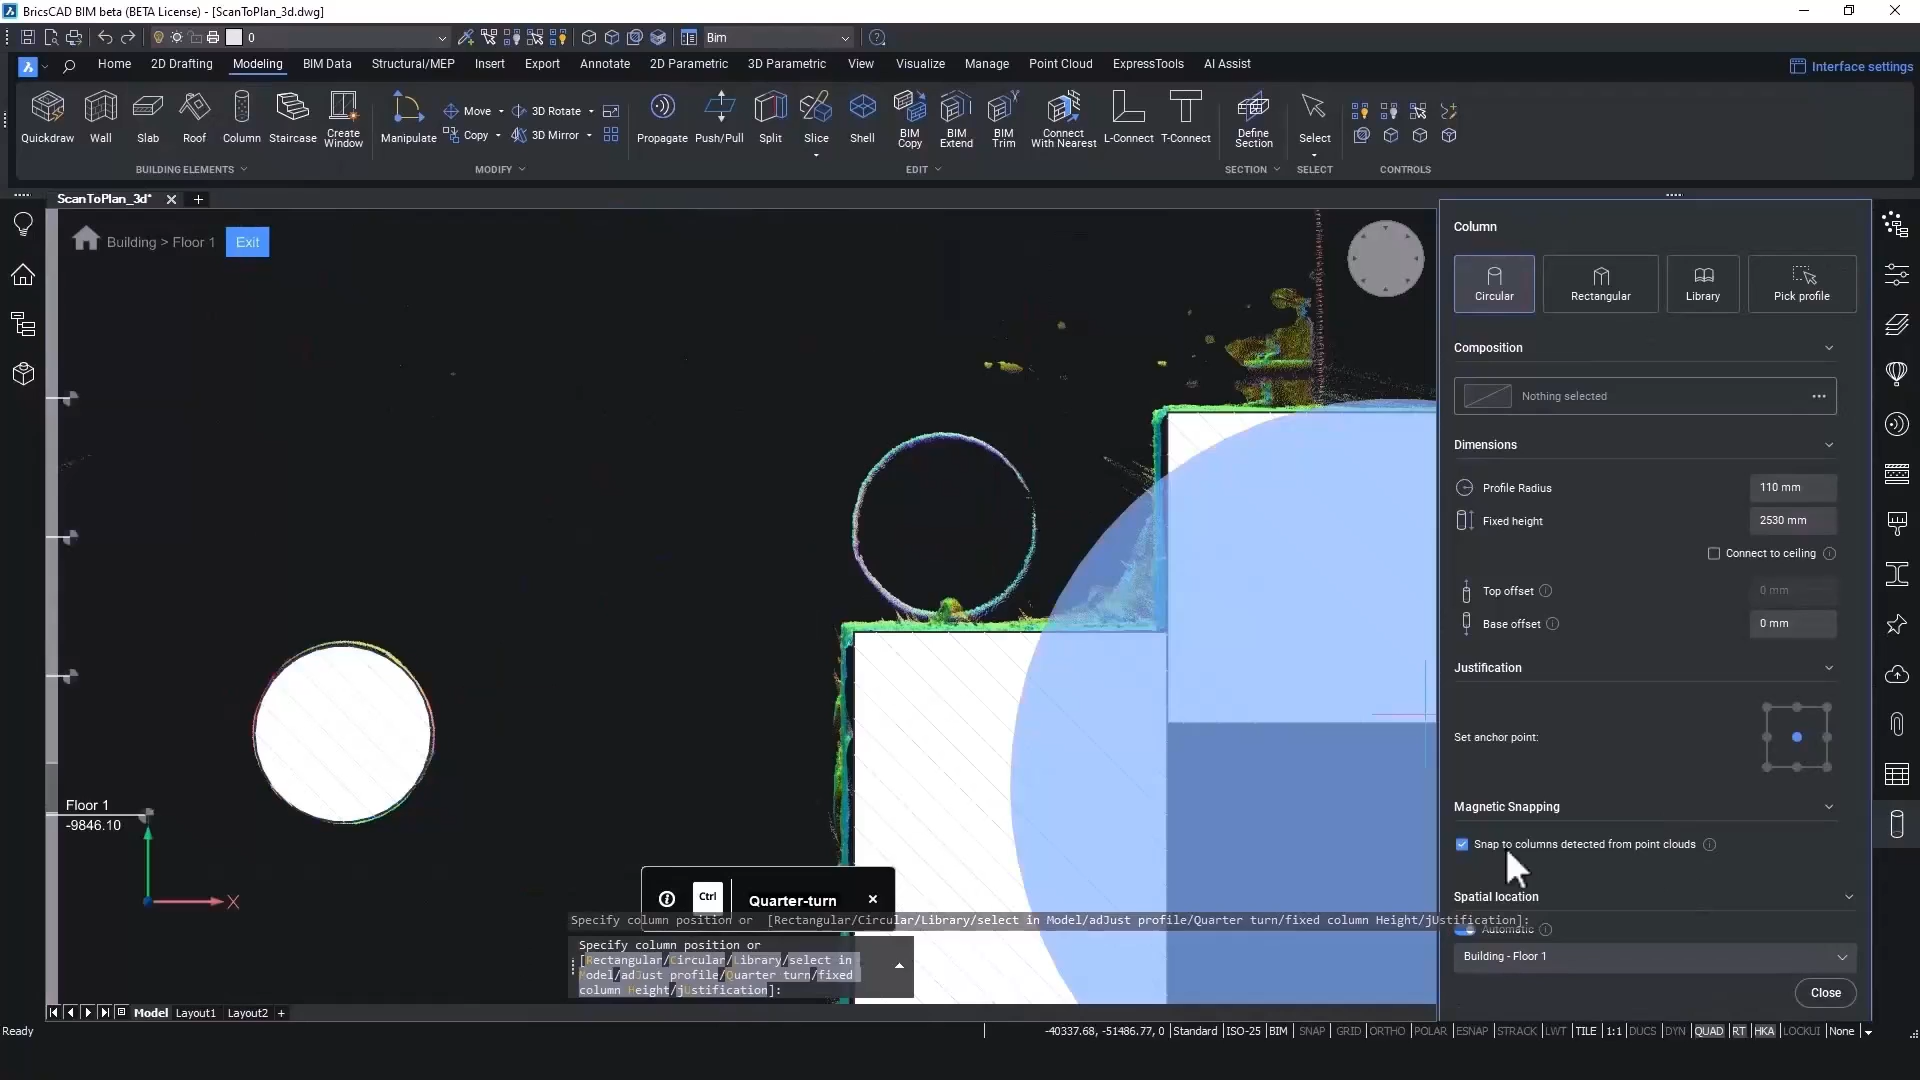 BricsCAD BIM beta (BETA License) - [ScanToPlan_3d.dwg]
0
Bim
Home 2D Drafting Modeling BIM Data Structural/MEP Insert Export Annotate 2D Parametric 3D Parametric View Visualize Manage Point Cloud ExpressTools AI Assist
Interface settings
Quickdraw Wall Slab Roof Column Staircase Create Window
Manipulate Move 3D Rotate
Copy 3D Mirror
Propagate Push/Pull Split Slice Shell BIM Copy BIM Extend BIM Trim Connect With Nearest L-Connect T-Connect
Define Section Select
BUILDING ELEMENTS MODIFY EDIT SECTION SELECT CONTROLS
ScanToPlan_3d*
Building > Floor 1 Exit
Floor 1
-9846.10
X
Ctrl Quarter-turn
Specify column position or [Rectangular/Circular/Library/select in Model/adJust profile/Quarter turn/fixed column Height/jUstification]:
Specify column position or
[Rectangular/Circular/Library/select in
Model/adJust profile/Quarter turn/fixed
column Height/jUstification]:
Column
Circular Rectangular Library Pick profile
Composition
Nothing selected
Dimensions
Profile Radius 110 mm
Fixed height 2530 mm
Connect to ceiling
Top offset 0 mm
Base offset 0 mm
Justification
Set anchor point:
Magnetic Snapping
Snap to columns detected from point clouds
Spatial location
Automatic
Building - Floor 1
Close
Model Layout1 Layout2 +
Ready
-40337.68, -51486.77, 0 Standard ISO-25 BIM SNAP GRID ORTHO POLAR ESNAP STRACK LWT TILE 1:1 DUCS DYN QUAD RT HKA LOCKUI None